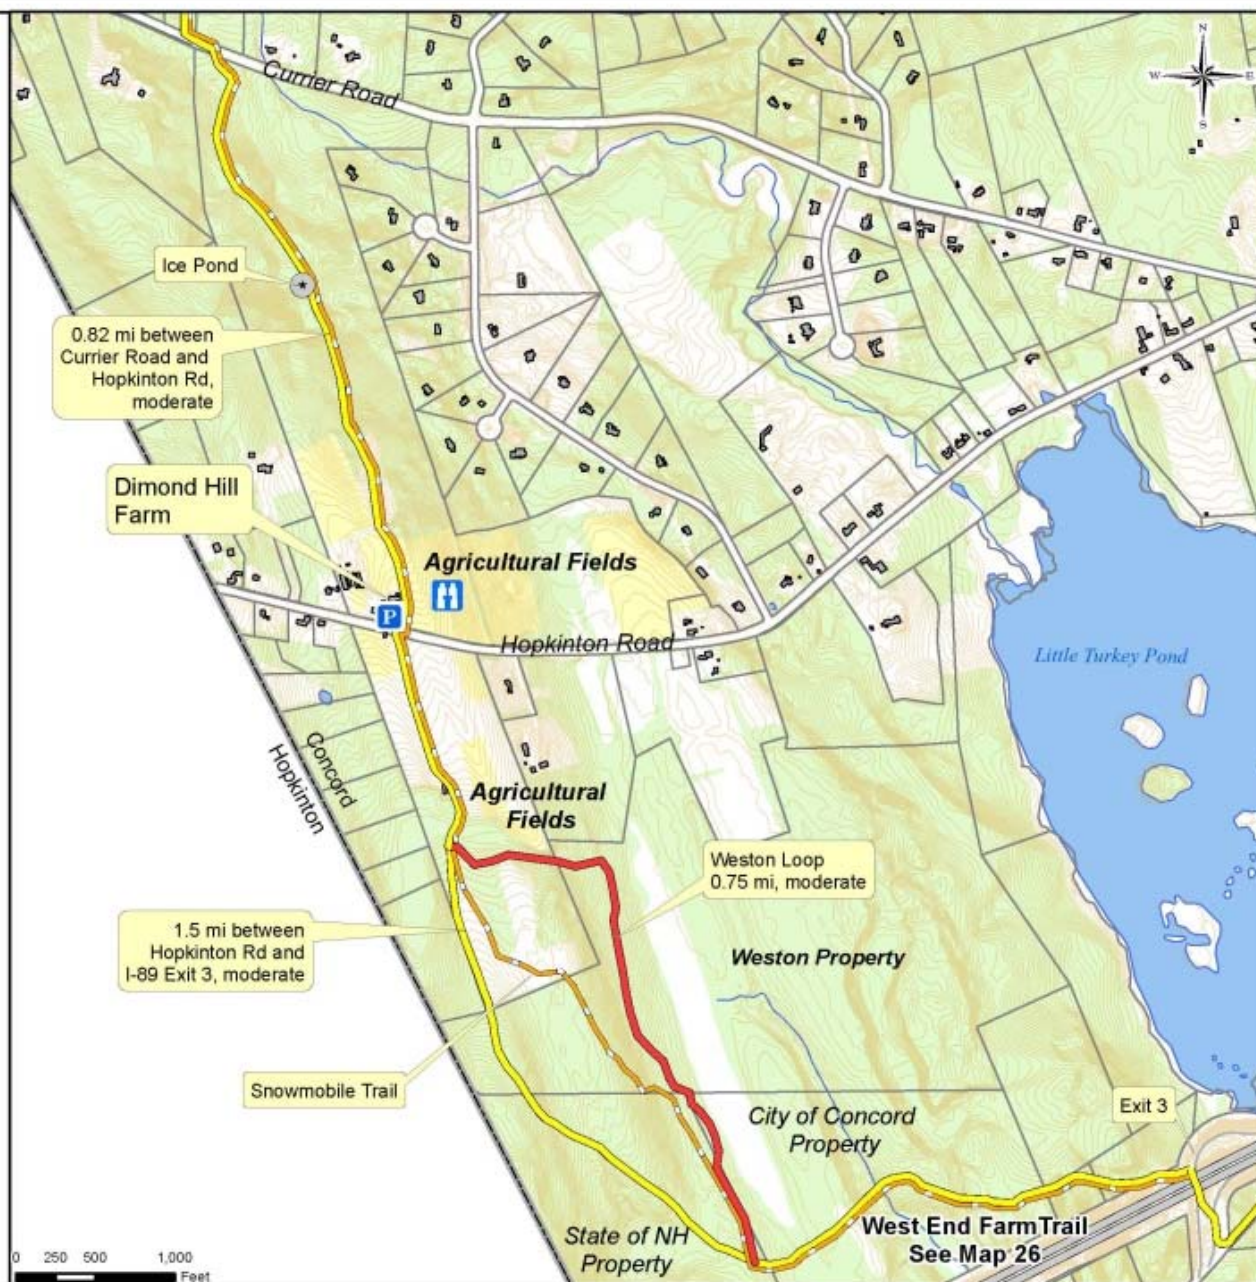 N
W
E
S
Currier Road
Ice Pond
0.82 mi between
Currier Road and
Hopkinton Rd,
moderate
Dimond Hill
Farm
Agricultural Fields
P
Hopkinton Road
Little Turkey Pond
Concord
Hopkinton
Agricultural
Fields
Weston Loop
0.75 mi, moderate
1.5 mi between
Hopkinton Rd and
I-89 Exit 3, moderate
Weston Property
Snowmobile Trail
Exit 3
City of Concord
Property
West End FarmTrail
See Map 26
State of NH
Property
0 250 500 1,000
Feet